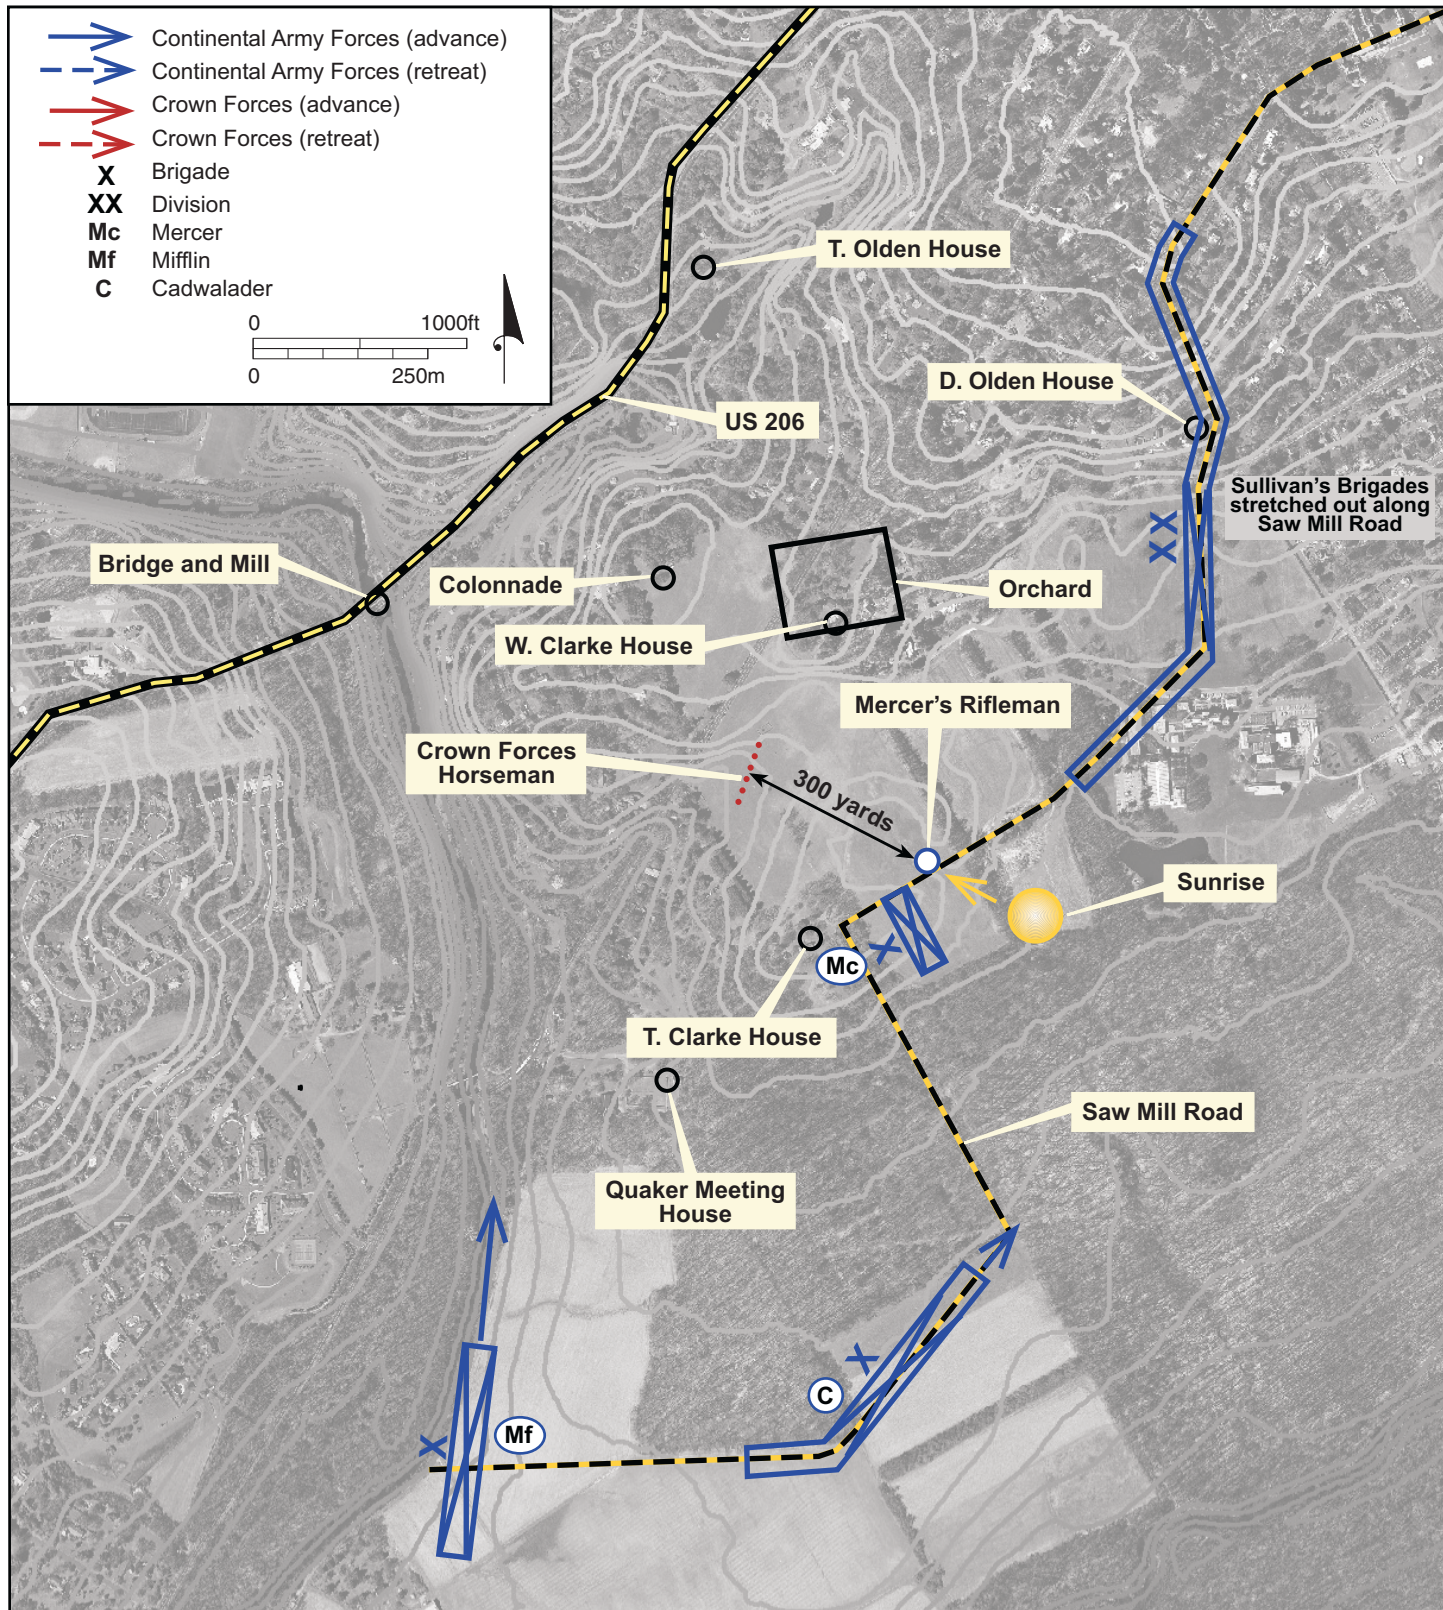 Continental Army Forces (advance)
Continental Army Forces (retreat)
Crown Forces (advance)
Crown Forces (retreat)
X Brigade
XX Division
Mc Mercer
Mf Mifflin
C Cadwalader
0 1000ft
0 250m
T. Olden House
D. Olden House
US 206
Sullivan's Brigades
stretched out along
Saw Mill Road
XX
Bridge and Mill
Colonnade
Orchard
W. Clarke House
Mercer's Rifleman
Crown Forces
Horseman
300 yards
Sunrise
X
Mc
T. Clarke House
Saw Mill Road
Quaker Meeting
House
X
C
Mf
X